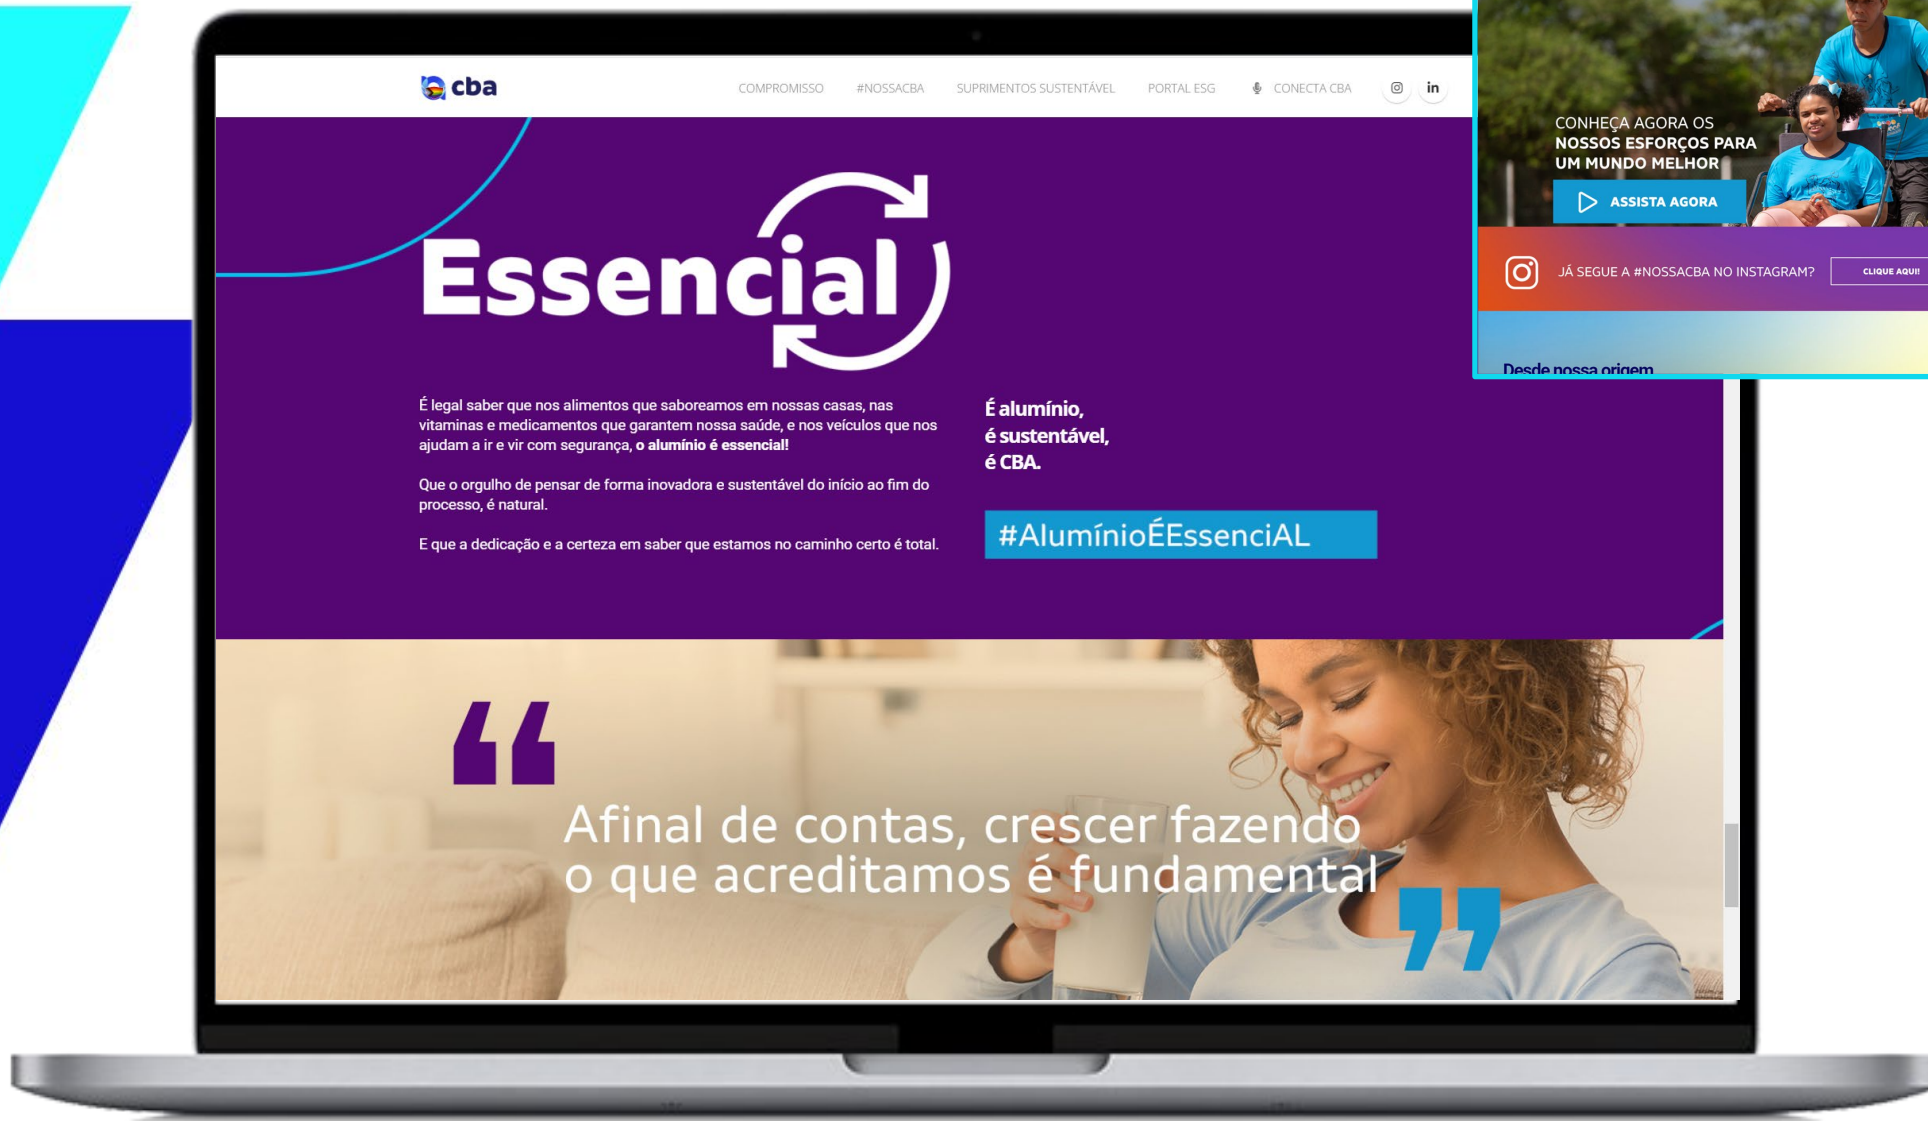 cba
COMPROMISSO #NOSSACBA SUPRIMENTOS SUSTENTÁVEL PORTAL ESG CONECTA CBA in
Essencial
É legal saber que nos alimentos que saboreamos em nossas casas, nas
vitaminas e medicamentos que garantem nossa saúde, e nos veículos que nos
ajudam a ir e vir com segurança, o alumínio é essencial!
Que o orgulho de pensar de forma inovadora e sustentável do início ao fim do
processo, é natural.
E que a dedicação e a certeza em saber que estamos no caminho certo é total.
É alumínio,
é sustentável,
é CBA.
#AlumínioÉEssenciAL
“
Afinal de contas, crescer fazendo
o que acreditamos é fundamental
”
CONHEÇA AGORA OS
NOSSOS ESFORÇOS PARA
UM MUNDO MELHOR
ASSISTA AGORA
JÁ SEGUE A #NOSSACBA NO INSTAGRAM? CLIQUE AQUI!
Desde nossa origem